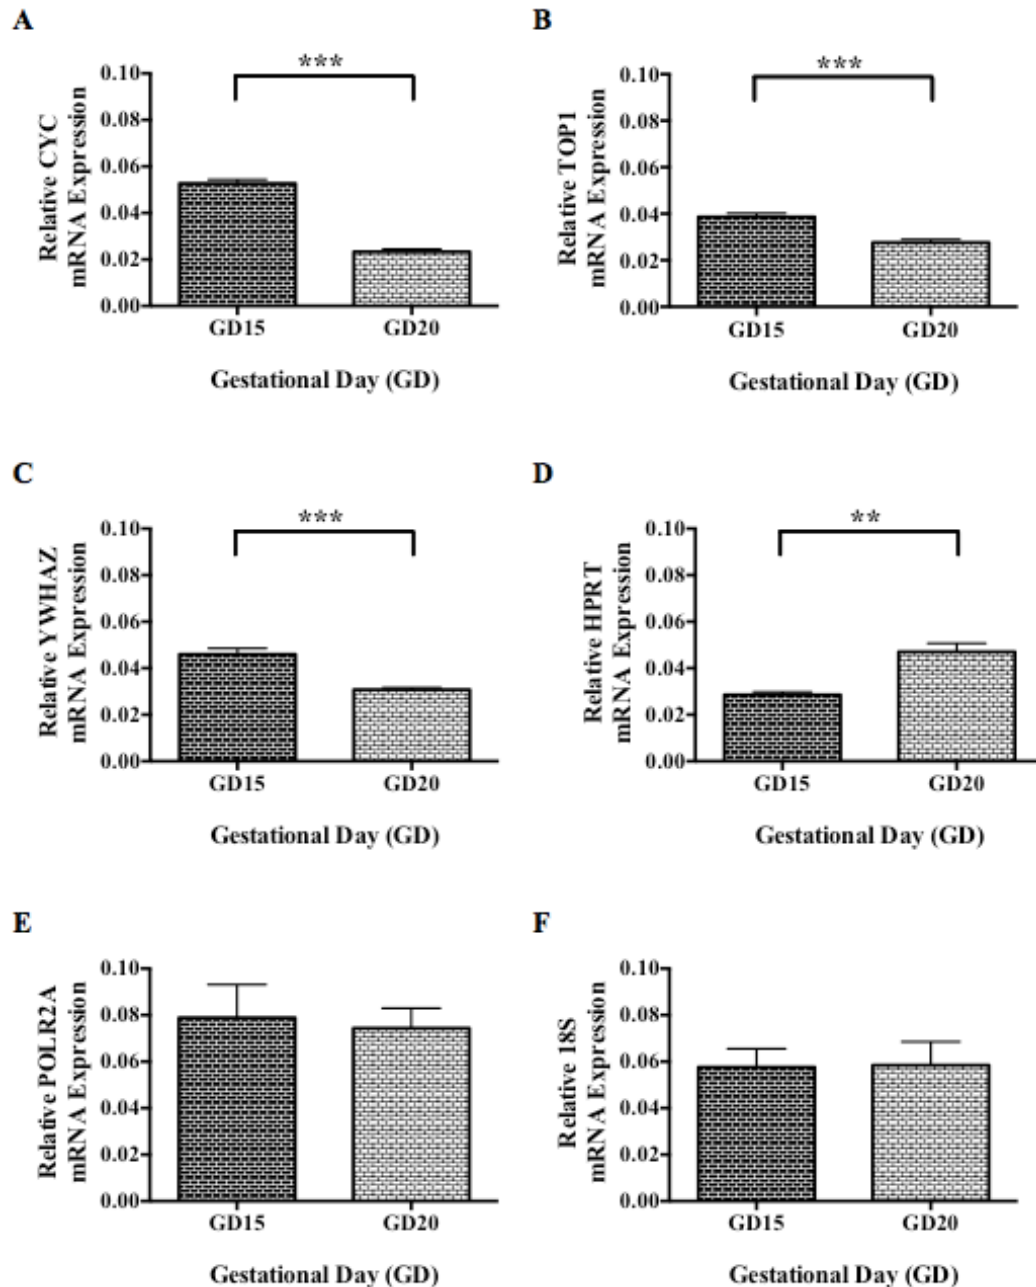 A
Relative CYC
mRNA Expression
0.10
0.08
0.06
0.04
0.02
0.00
***
GD15
GD20
Gestational Day (GD)
B
Relative TOP1
mRNA Expression
0.10
0.08
0.06
0.04
0.02
0.00
***
GD15
GD20
Gestational Day (GD)
C
Relative YWHAZ
mRNA Expression
0.10
0.08
0.06
0.04
0.02
0.00
***
GD15
GD20
Gestational Day (GD)
D
Relative HPRT
mRNA Expression
0.10
0.08
0.06
0.04
0.02
0.00
**
GD15
GD20
Gestational Day (GD)
E
Relative POLR2A
mRNA Expression
0.10
0.08
0.06
0.04
0.02
0.00
GD15
GD20
Gestational Day (GD)
F
Relative 18S
mRNA Expression
0.10
0.08
0.06
0.04
0.02
0.00
GD15
GD20
Gestational Day (GD)